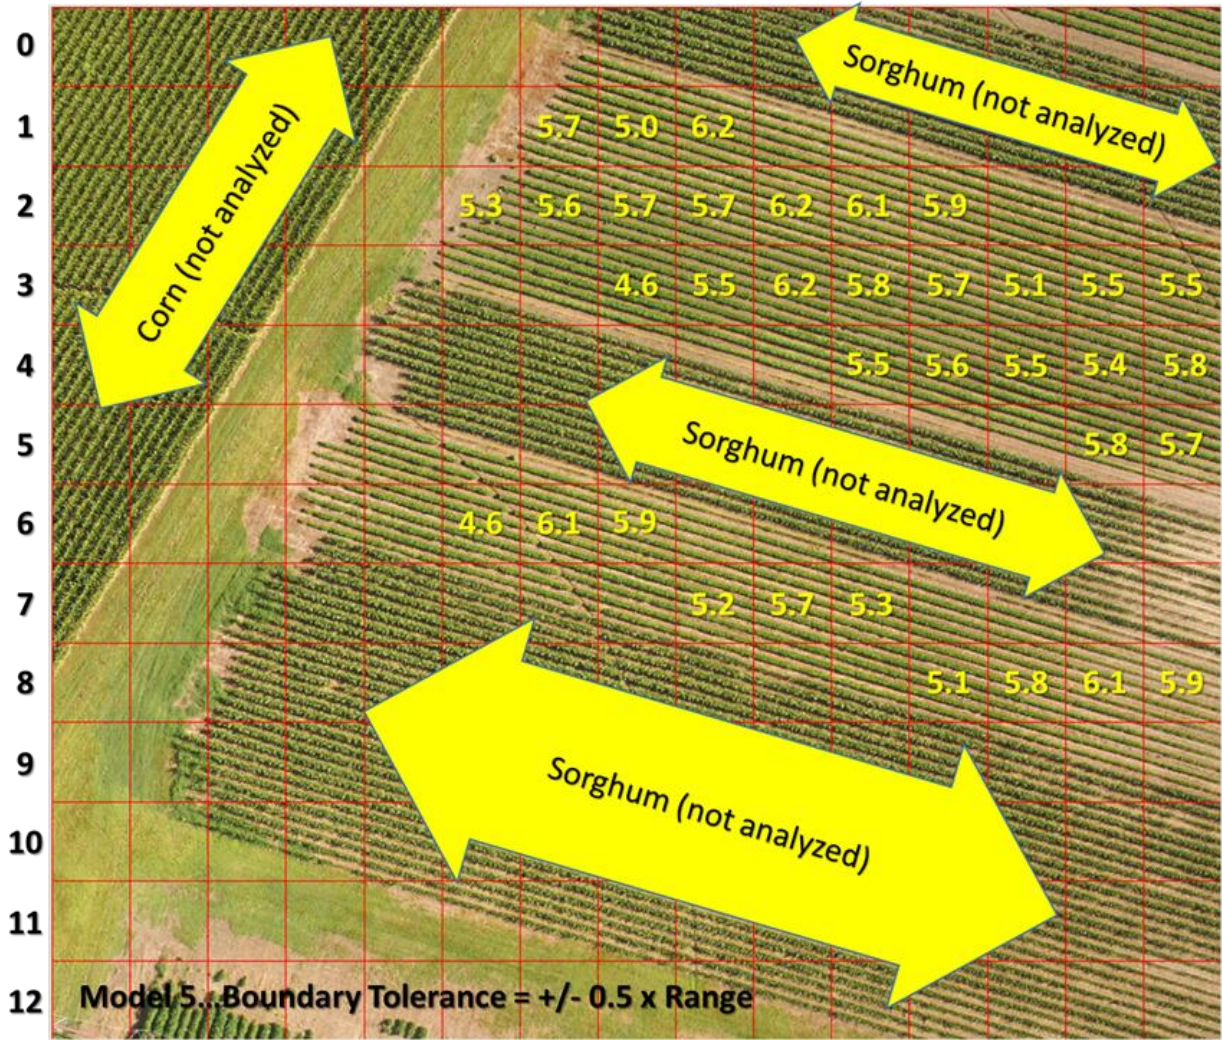 0
Sorghum (not analyzed)
Corn (not analyzed)
1
5.7 5.0 6.2
2
5.3 5.6 5.7 5.7 6.2 6.1 5.9
3
4.6 5.5 6.2 5.8 5.7 5.1 5.5 5.5
4
5.5 5.6 5.5 5.4 5.8
5
5.8 5.7
Sorghum (not analyzed)
6
4.6 6.1 5.9
7
5.2 5.7 5.3
8
5.1 5.8 6.1 5.9
9
Sorghum (not analyzed)
10
11
12
Model 5...Boundary Tolerance = +/- 0.5 x Range